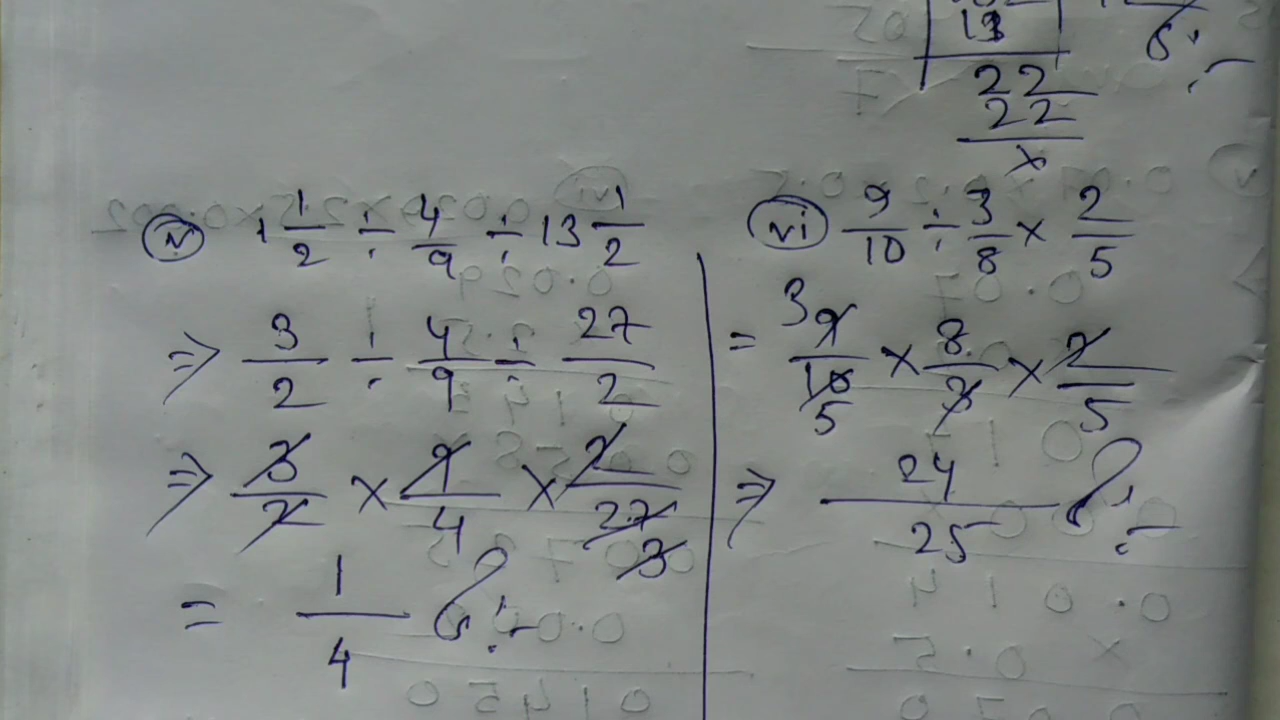 13
22
22
x
(v) 1 1/2 ÷ 4/9 ÷ 13 1/2
⇒ 3/2 ÷ 4/9 ÷ 27/2
⇒ 3/2 × 9/4 × 2/27 3
= 1/4
(vi) 9/10 ÷ 3/8 × 2/5
= 3 9/10 5 × 8/3 × 2/5
⇒ 24/25